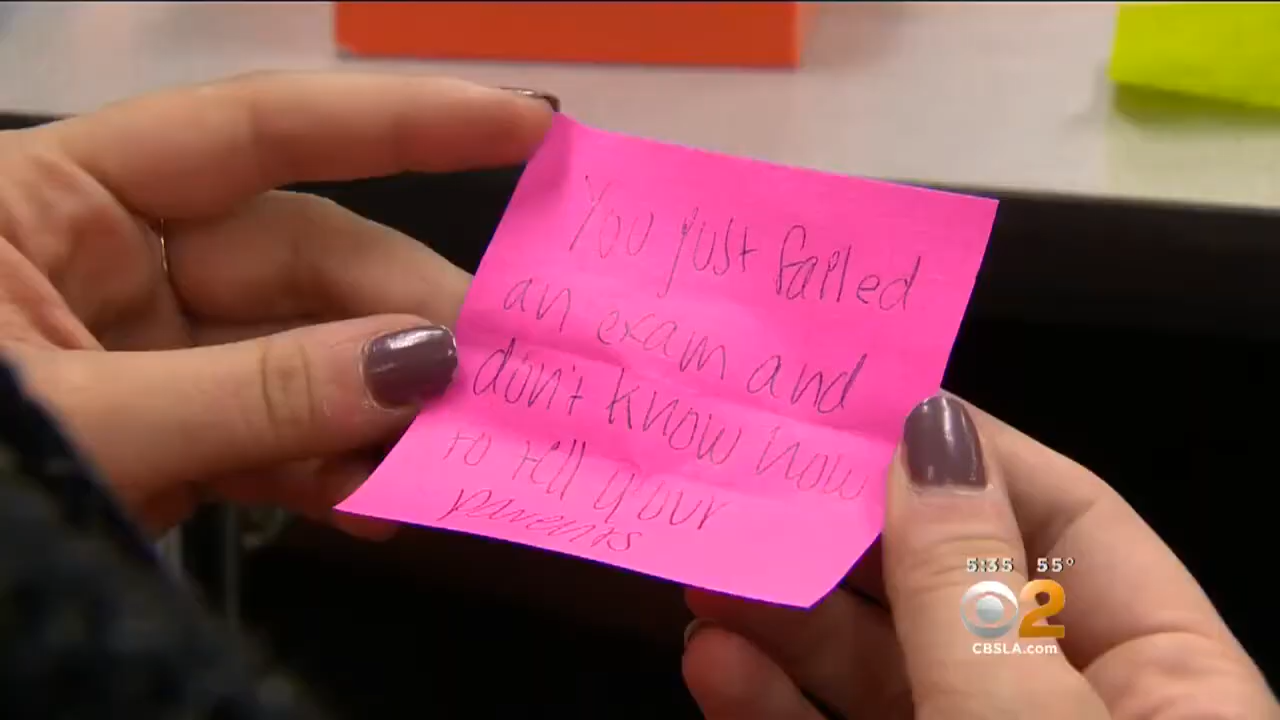 You just failed
an exam and
don't know how
to tell your
parents
5:35 55°
2
CBSLA.com